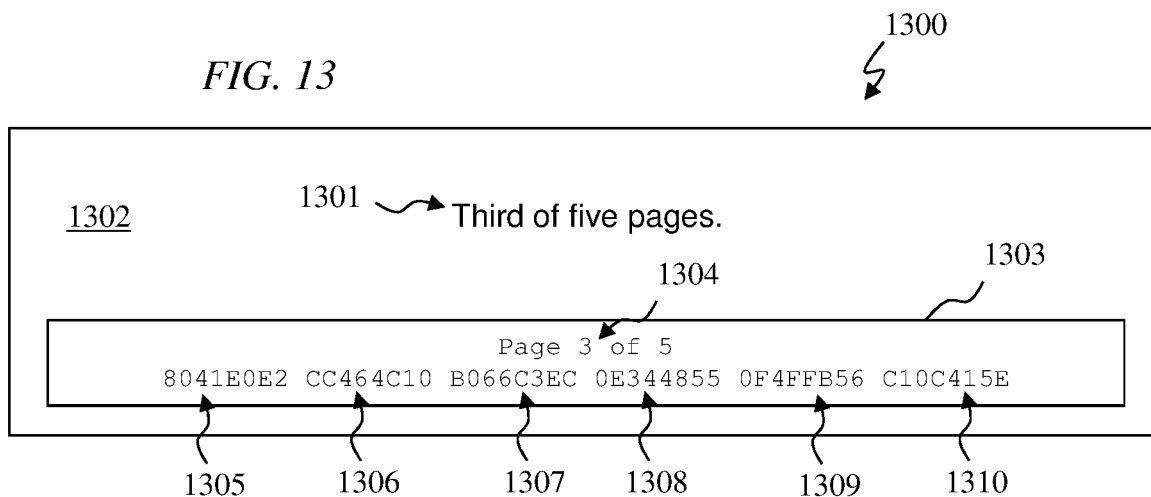 1300
FIG. 13
1301
Third of five pages.
1302
1303
1304
Page 3 of 5
8041E0E2 CC464C10 B066C3EC 0E344855 0F4FFB56 C10C415E
1305 1306 1307 1308 1309 1310